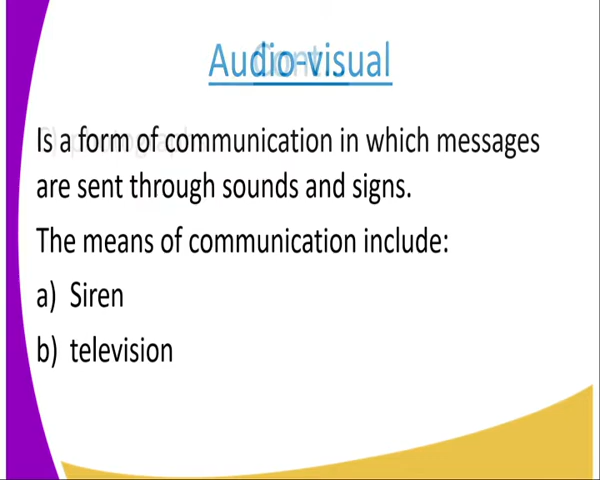 Audio-visual
Is a form of communication in which messages
are sent through sounds and signs.
The means of communication include:
a) Siren
b) television